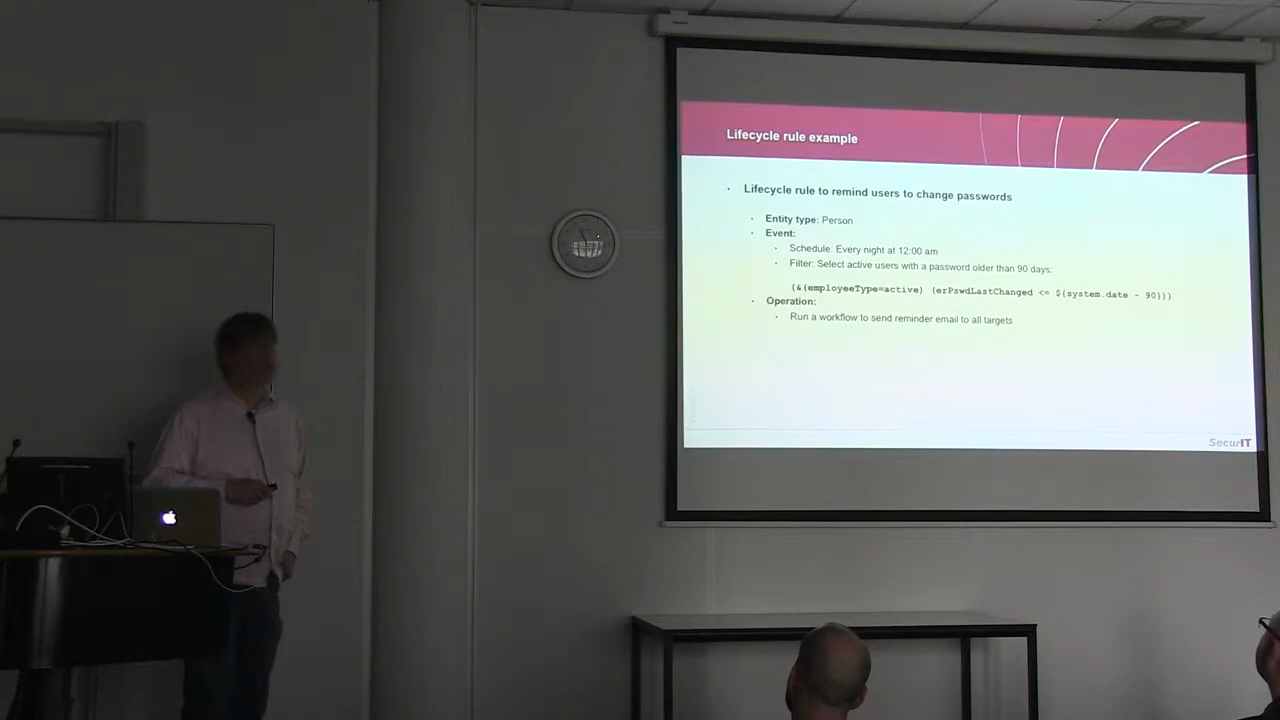 Lifecycle rule example
• Lifecycle rule to remind users to change passwords
• Entity type: Person
• Event:
• Schedule: Every night at 12:00 am
• Filter: Select active users with a password older than 90 days:
(&(employeeType=active) (erPswdLastChanged <= ${system.date - 90}))
• Operation:
• Run a workflow to send reminder email to all targets
SecurIT